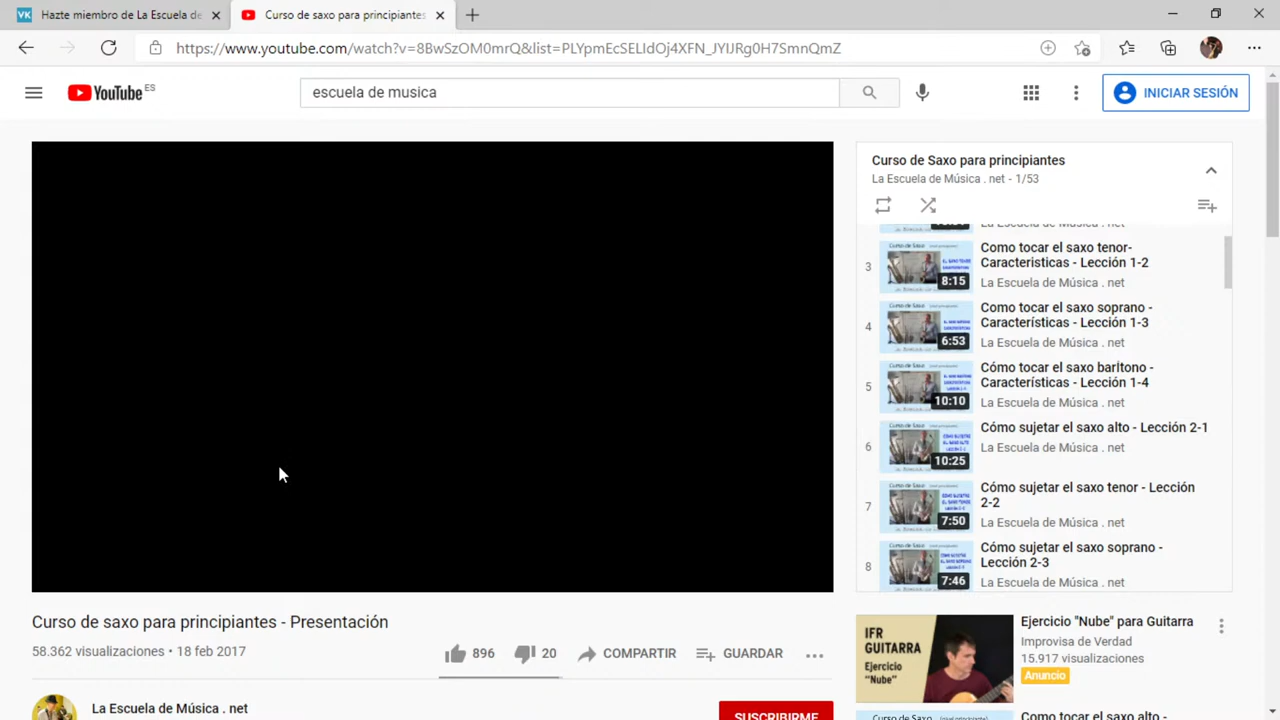 Hazte miembro de La Escuela de
Curso de saxo para principiantes
https://www.youtube.com/watch?v=8BwSzOM0mrQ&list=PLYpmEcSELIdOj4XFN_JYIJRg0H7SmnQmZ
YouTube ES
escuela de musica
INICIAR SESIÓN
Curso de Saxo para principiantes
La Escuela de Música . net - 1/53
La Escuela de Música . net
3
8:15
Como tocar el saxo tenor-
Caracteristicas - Lección 1-2
La Escuela de Música . net
4
6:53
Como tocar el saxo soprano -
Características - Lección 1-3
La Escuela de Música . net
5
10:10
Cómo tocar el saxo barítono -
Caracerísticas - Lección 1-4
La Escuela de Música . net
6
10:25
Cómo sujetar el saxo alto - Lección 2-1
La Escuela de Música . net
7
7:50
Cómo sujetar el saxo tenor - Lección
2-2
La Escuela de Música . net
8
7:46
Cómo sujetar el saxo soprano -
Lección 2-3
La Escuela de Música . net
Curso de saxo para principiantes - Presentación
58.362 visualizaciones • 18 feb 2017
896
20
COMPARTIR
GUARDAR
IFR
GUITARRA
Ejercicio
"Nube"
Ejercicio "Nube" para Guitarra
Improvisa de Verdad
15.917 visualizaciones
Anuncio
La Escuela de Música . net
SUSCRIBIRME
Curso de Saxo
Como tocar el saxo alto -